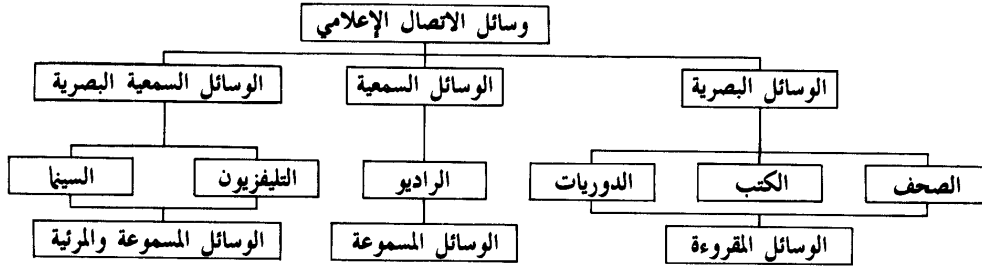 وسائل الاتصال الإعلامي
الوسائل البصرية
الوسائل السمعية
الوسائل السمعية البصرية
الصحف
الكتب
الدوريات
الراديو
التليفزيون
السينما
الوسائل المقروءة
الوسائل المسموعة
الوسائل المسموعة والمرئية